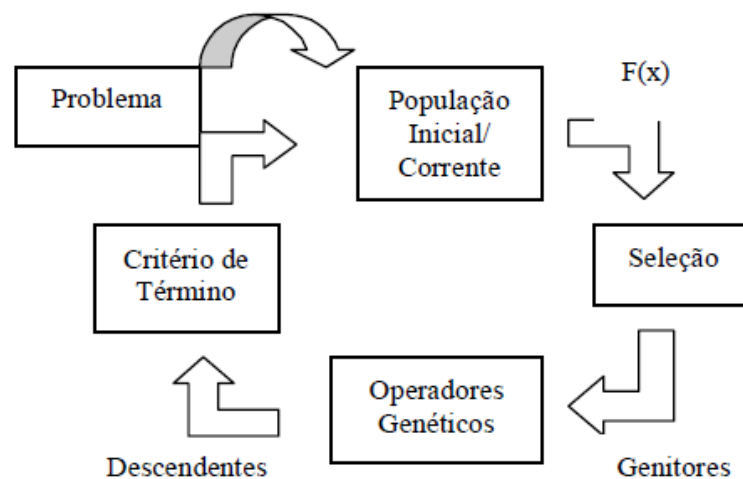 Problema
População
Inicial/
Corrente
F(x)
Critério de
Término
Seleção
Operadores
Genéticos
Descendentes
Genitores